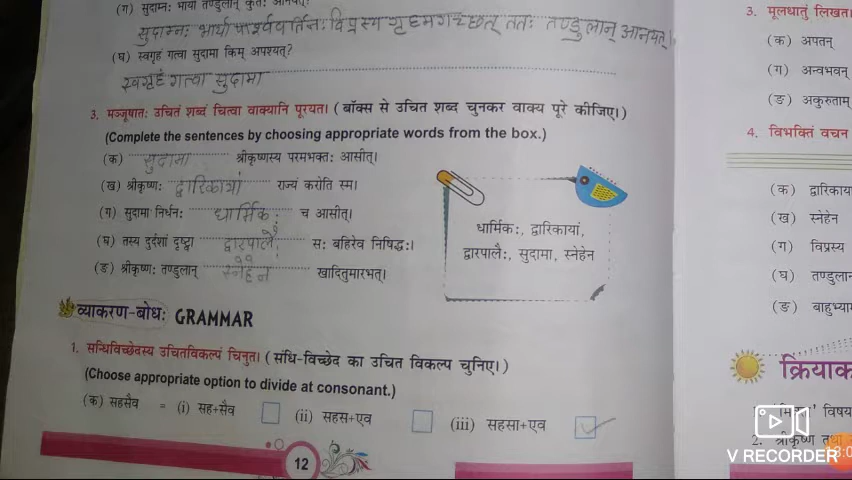 (ग) सुदाम्नः भार्या तण्डुलान् कुतः आनयत्?
सुदाम्नः भार्या पार्श्ववर्तिनः विप्रस्य गृहमगच्छत् ततः तण्डुलान् आनयत्।
(घ) स्वगृहं गत्वा सुदामा किम् अपश्यत्?
स्वगृहं गत्वा सुदामा
3. मञ्जूषातः उचितं शब्दं चित्वा वाक्यानि पूरयत। ( बॉक्स से उचित शब्द चुनकर वाक्य पूरे कीजिए।)
(Complete the sentences by choosing appropriate words from the box.)
(क) सुदामा श्रीकृष्णस्य परमभक्तः आसीत्।
(ख) श्रीकृष्णः द्वारिकायां राज्यं करोति स्म।
(ग) सुदामा निर्धनः धार्मिकः च आसीत्।
(घ) तस्य दुर्दशां दृष्ट्वा द्वारपालैः सः बहिरेव निषिद्धः।
(ङ) श्रीकृष्णः तण्डुलान् स्नेहेन खादितुमारभत्।
धार्मिकः, द्वारिकायां,
द्वारपालैः, सुदामा, स्नेहेन
व्याकरण-बोधः GRAMMAR
1. सन्धिविच्छेदस्य उचितविकल्पं चिनुत। ( संधि-विच्छेद का उचित विकल्प चुनिए।)
(Choose appropriate option to divide at consonant.)
(क) सहसैव = (i) सह+सैव (ii) सहस+एव (iii) सहसा+एव
12
3. मूलधातुं लिखत।
(क) अपतन्
(ग) अन्वभवन्
(ङ) अकुरुताम्
4. विभक्तिं वचन
(क) द्वारिकाया
(ख) स्नेहेन
(ग) विप्रस्य
(घ) तण्डुलान
(ङ) बाहुभ्या
क्रियाक
विषय
2. श्रीकृष्ण
V RECORDER